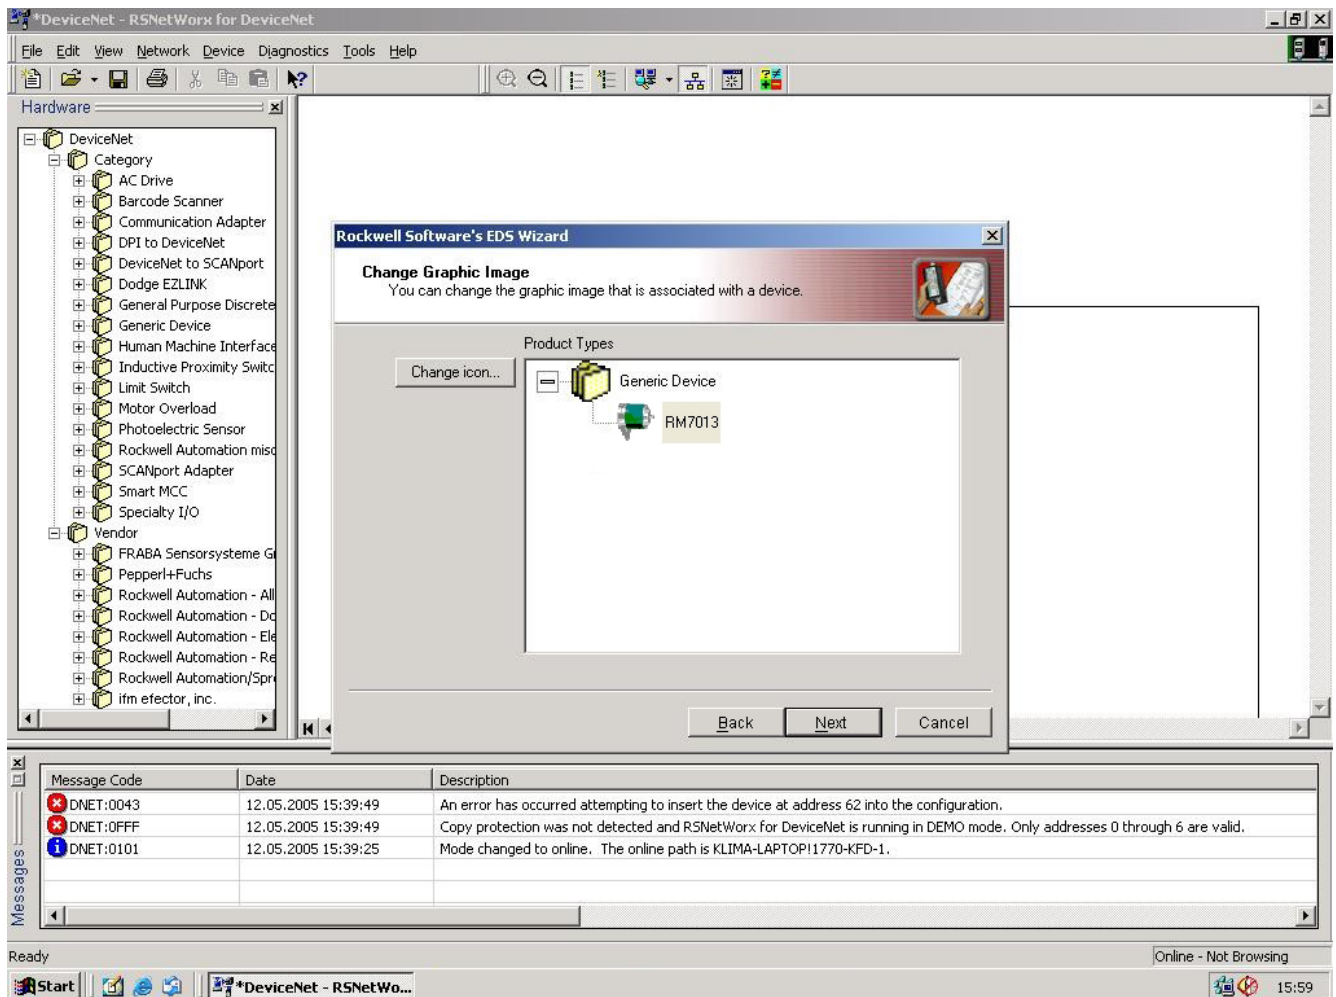 *DeviceNet - RSNetWorx for DeviceNet
File Edit View Network Device Diagnostics Tools Help
Hardware
DeviceNet
Category
AC Drive
Barcode Scanner
Communication Adapter
DPI to DeviceNet
DeviceNet to SCANport
Dodge EZLINK
General Purpose Discrete
Generic Device
Human Machine Interface
Inductive Proximity Switc
Limit Switch
Motor Overload
Photoelectric Sensor
Rockwell Automation misc
SCANport Adapter
Smart MCC
Specialty I/O
Vendor
FRABA Sensorsysteme G
Pepperl+Fuchs
Rockwell Automation - All
Rockwell Automation - Do
Rockwell Automation - Ele
Rockwell Automation - Re
Rockwell Automation/Spr
ifm efector, inc.
Rockwell Software's EDS Wizard
Change Graphic Image
You can change the graphic image that is associated with a device.
Product Types
Change icon...
Generic Device
RM7013
Back Next Cancel
Messages
Message Code Date Description
DNET:0043 12.05.2005 15:39:49 An error has occurred attempting to insert the device at address 62 into the configuration.
DNET:0FFF 12.05.2005 15:39:49 Copy protection was not detected and RSNetWorx for DeviceNet is running in DEMO mode. Only addresses 0 through 6 are valid.
DNET:0101 12.05.2005 15:39:25 Mode changed to online. The online path is KLIMA-LAPTOP!1770-KFD-1.
Ready Online - Not Browsing
Start *DeviceNet - RSNetWo... 15:59